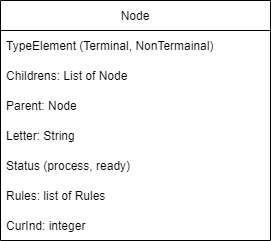 Node
TypeElement (Terminal, NonTermainal)
Childrens: List of Node
Parent: Node
Letter: String
Status (process, ready)
Rules: list of Rules
CurInd: integer